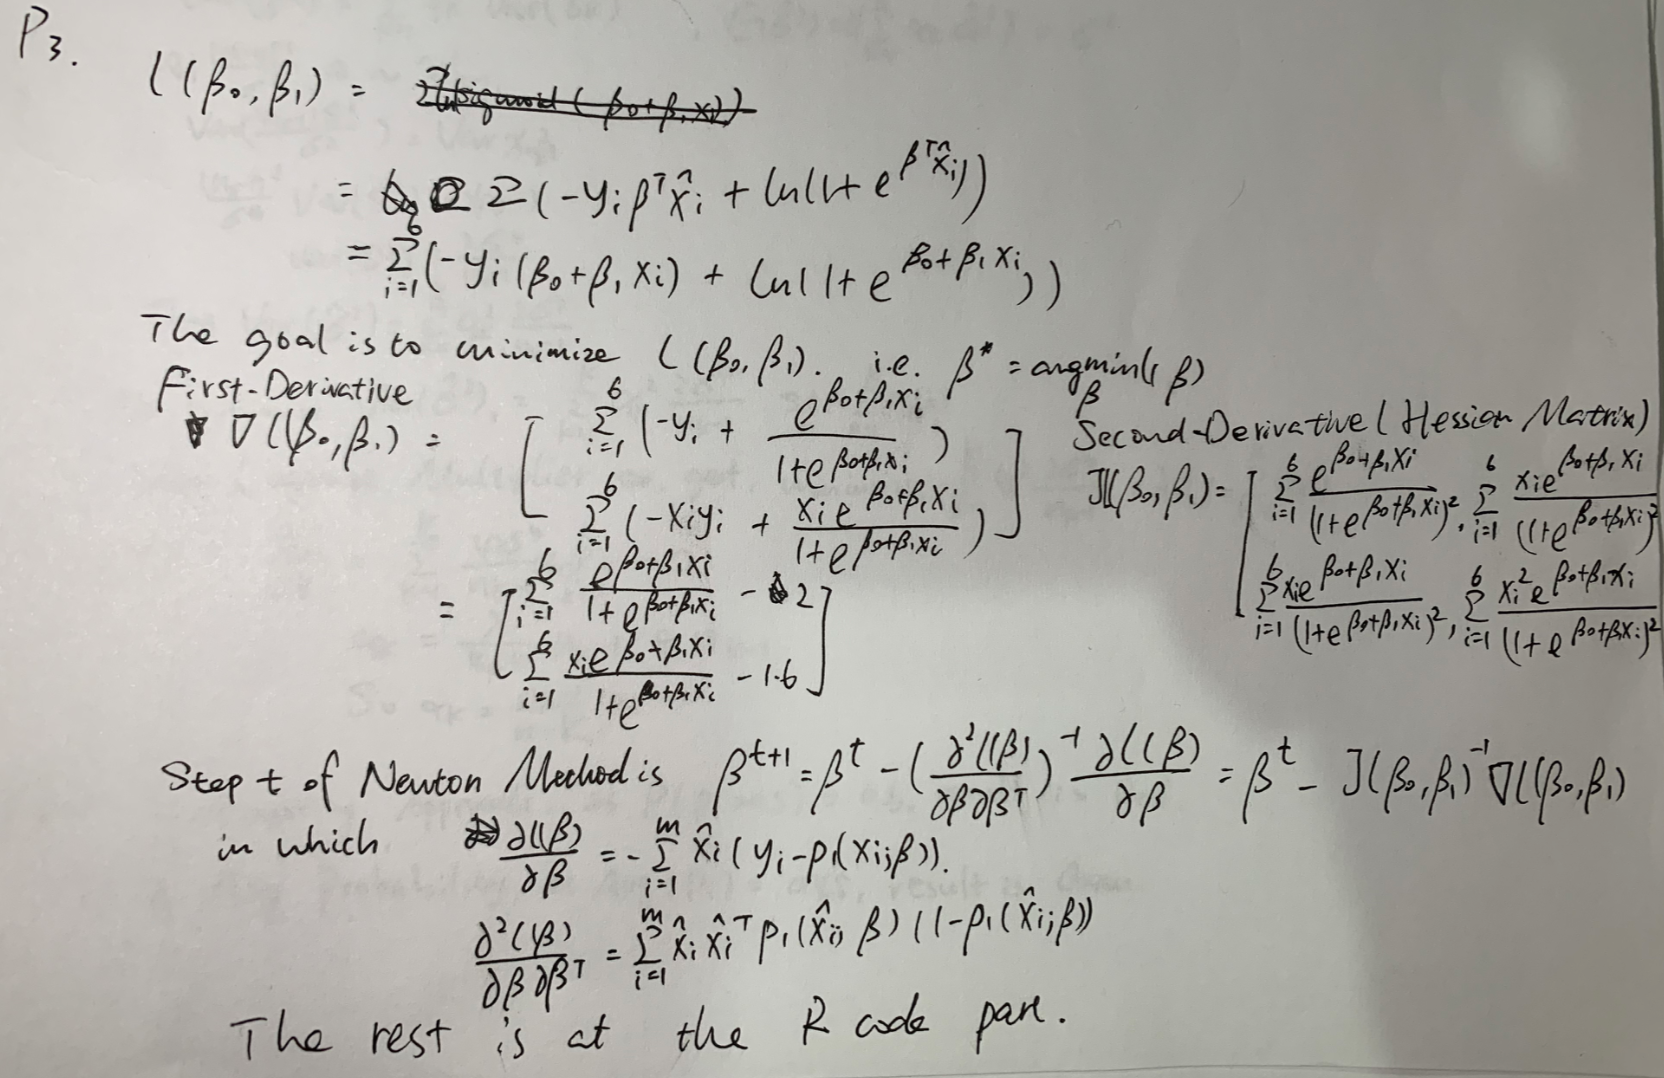 P3.
l(β₀,β₁) =
= Σ(-yᵢβᵀx̂ᵢ + ln(1+e^{βᵀx̂ᵢ}))
= Σ_{i=1}^{6}(-yᵢ(β₀+β₁xᵢ) + ln(1+e^{β₀+β₁xᵢ}))
The goal is to minimize l(β₀,β₁). i.e. β* = argmin_β l(β)
First-Derivative
∇l(β₀,β₁) = [ Σ_{i=1}^{6}(-yᵢ + e^{β₀+β₁xᵢ}/(1+e^{β₀+β₁xᵢ}))
Σ_{i=1}^{6}(-xᵢyᵢ + xᵢe^{β₀+β₁xᵢ}/(1+e^{β₀+β₁xᵢ})) ]
= [ Σ_{i=1}^{6} e^{β₀+β₁xᵢ}/(1+e^{β₀+β₁xᵢ}) - 2
Σ_{i=1}^{6} xᵢe^{β₀+β₁xᵢ}/(1+e^{β₀+β₁xᵢ}) - 1.6 ]
Second-Derivative (Hession Matrix)
J(β₀,β₁) = [ Σ_{i=1}^{6} e^{β₀+β₁xᵢ}/(1+e^{β₀+β₁xᵢ})², Σ_{i=1}^{6} xᵢe^{β₀+β₁xᵢ}/(1+e^{β₀+β₁xᵢ})²
Σ_{i=1}^{6} xᵢe^{β₀+β₁xᵢ}/(1+e^{β₀+β₁xᵢ})², Σ_{i=1}^{6} xᵢ²e^{β₀+β₁xᵢ}/(1+e^{β₀+β₁xᵢ})²
Step t of Newton Method is β^{t+1} = β^t - (∂²l(β)/∂β∂βᵀ)⁻¹ ∂l(β)/∂β = β^t - J(β₀,β₁)⁻¹∇l(β₀,β₁)
in which ∂l(β)/∂β = -Σ_{i=1}^{m} x̂ᵢ(yᵢ-p₁(xᵢ;β)).
∂²l(β)/∂β∂βᵀ = Σ_{i=1}^{m} x̂ᵢx̂ᵢᵀp₁(x̂ᵢ;β)(1-p₁(x̂ᵢ;β))
The rest is at the R code part.